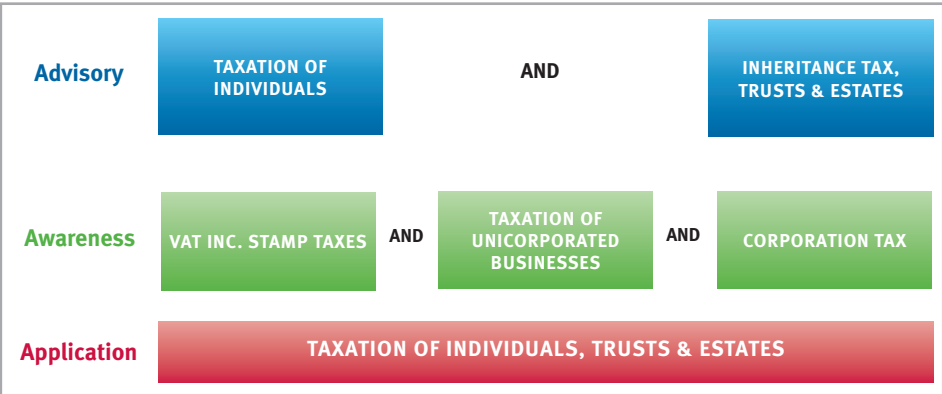 Advisory
TAXATION OF
INDIVIDUALS
AND
INHERITANCE TAX,
TRUSTS & ESTATES
Awareness
VAT INC. STAMP TAXES
AND
TAXATION OF
UNICORPORATED
BUSINESSES
AND
CORPORATION TAX
Application
TAXATION OF INDIVIDUALS, TRUSTS & ESTATES